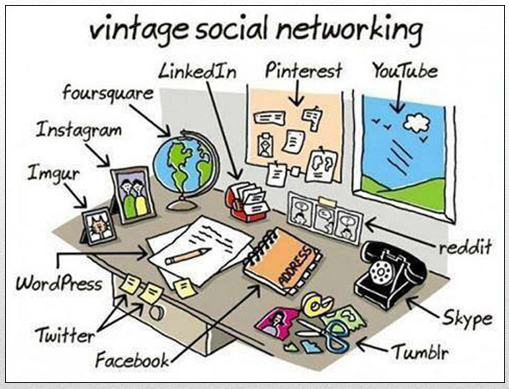 vintage social networking
LinkedIn
Pinterest
YouTube
foursquare
Instagram
Imgur
reddit
ADDRESS
WordPress
Skype
Twitter
Tumblr
Facebook